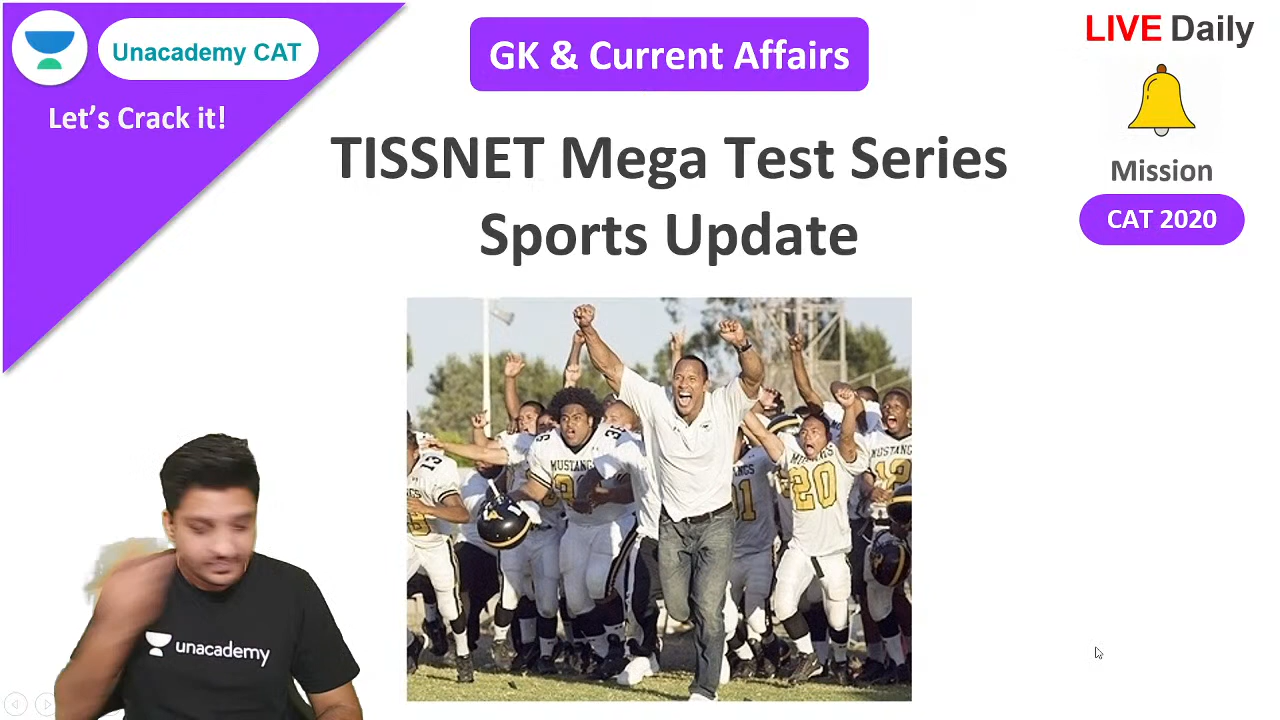 Unacademy CAT
Let's Crack it!
GK & Current Affairs
TISSNET Mega Test Series
Sports Update
LIVE Daily
Mission
CAT 2020
MUSTANGS
20
13
unacademy